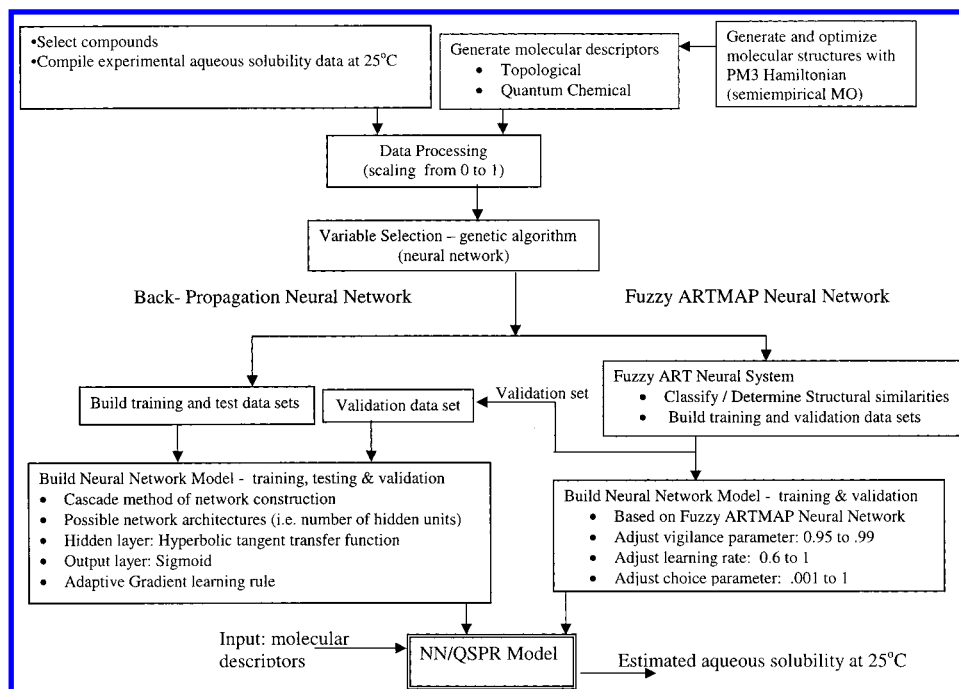 •Select compounds
•Compile experimental aqueous solubility data at 25°C
Generate molecular descriptors
• Topological
• Quantum Chemical
Generate and optimize
molecular structures with
PM3 Hamiltonian
(semiempirical MO)
Data Processing
(scaling from 0 to 1)
Variable Selection – genetic algorithm
(neural network)
Back- Propagation Neural Network
Fuzzy ARTMAP Neural Network
Build training and test data sets
Validation data set
Validation set
Fuzzy ART Neural System
• Classify / Determine Structural similarities
• Build training and validation data sets
Build Neural Network Model - training, testing & validation
• Cascade method of network construction
• Possible network architectures (i.e. number of hidden units)
• Hidden layer: Hyperbolic tangent transfer function
• Output layer: Sigmoid
• Adaptive Gradient learning rule
Build Neural Network Model - training & validation
• Based on Fuzzy ARTMAP Neural Network
• Adjust vigilance parameter: 0.95 to .99
• Adjust learning rate: 0.6 to 1
• Adjust choice parameter: .001 to 1
Input: molecular
descriptors
NN/QSPR Model
Estimated aqueous solubility at 25°C